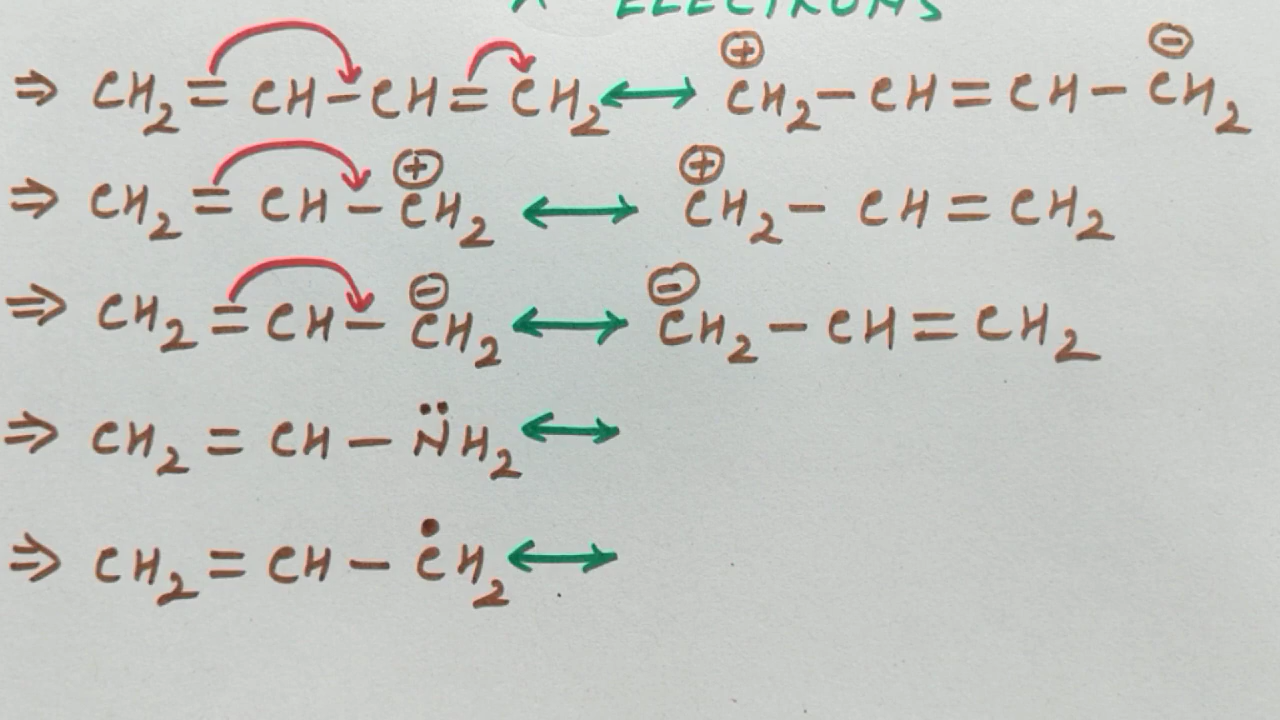 ELECTRONS
⇒ CH₂=CH-CH=CH₂ ⟷ ⊕CH₂-CH=CH-⊖CH₂
⇒ CH₂=CH-⊕CH₂ ⟷ ⊕CH₂-CH=CH₂
⇒ CH₂=CH-⊖CH₂ ⟷ ⊖CH₂-CH=CH₂
⇒ CH₂=CH-N̈H₂ ⟷
⇒ CH₂=CH-ĊH₂ ⟷